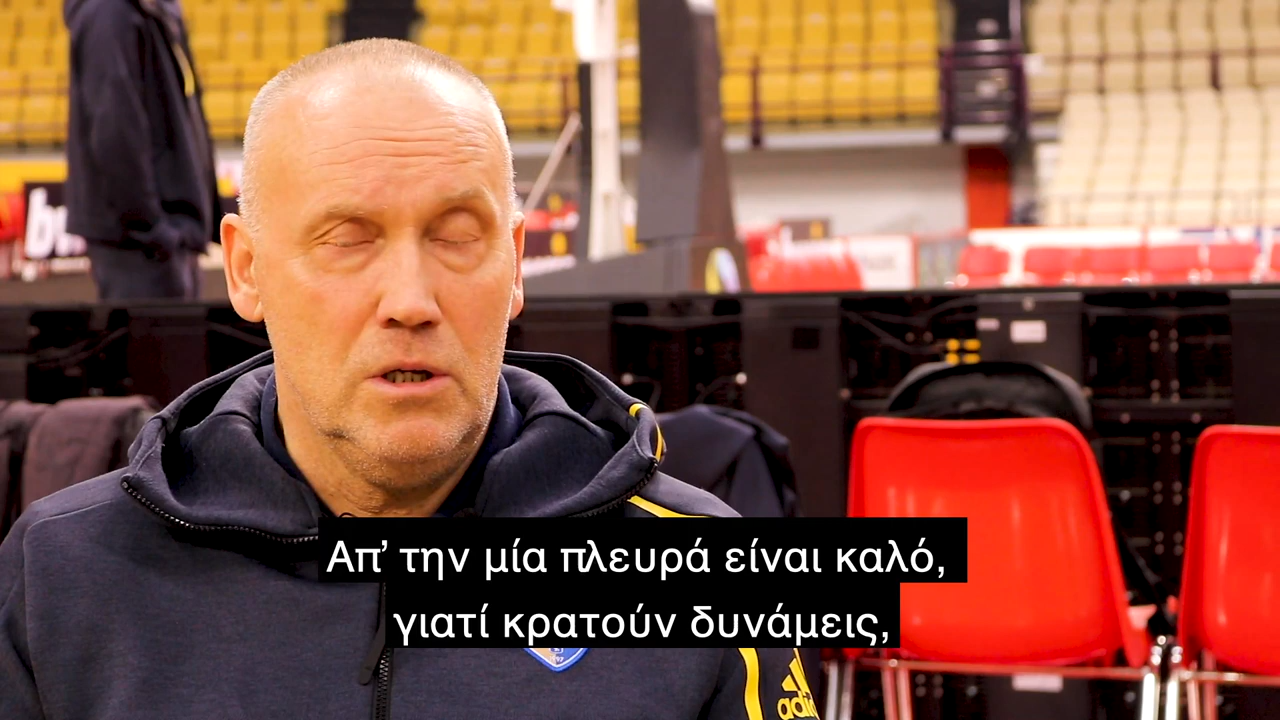 Απ’ την μία πλευρά είναι καλό,
γιατί κρατούν δυνάμεις,